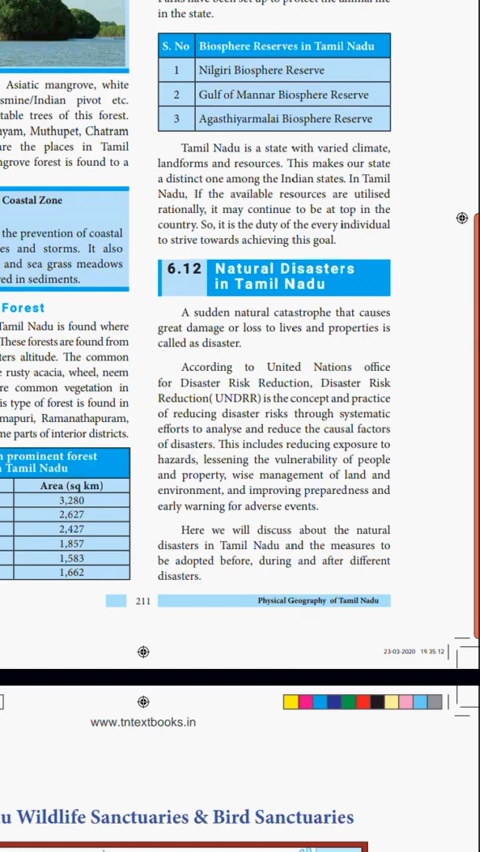 in the state.
Asiatic mangrove, white
smine/Indian pivot etc.
table trees of this forest.
nyam, Muthupet, Chatram
are the places in Tamil
ngrove forest is found to a
Coastal Zone
the prevention of coastal
es and storms. It also
and sea grass meadows
red in sediments.
Forest
Tamil Nadu is found where
These forests are found from
ters altitude. The common
rusty acacia, wheel, neem
re common vegetation in
is type of forest is found in
mapuri, Ramanathapuram,
me parts of interior districts.
n prominent forest
n Tamil Nadu
Area (sq km)
3,280
2,627
2,427
1,857
1,583
1,662
S. No Biosphere Reserves in Tamil Nadu
1 Nilgiri Biosphere Reserve
2 Gulf of Mannar Biosphere Reserve
3 Agasthiyarmalai Biosphere Reserve
Tamil Nadu is a state with varied climate,
landforms and resources. This makes our state
a distinct one among the Indian states. In Tamil
Nadu, If the available resources are utilised
rationally, it may continue to be at top in the
country. So, it is the duty of the every individual
to strive towards achieving this goal.
6.12 Natural Disasters
in Tamil Nadu
A sudden natural catastrophe that causes
great damage or loss to lives and properties is
called as disaster.
According to United Nations office
for Disaster Risk Reduction, Disaster Risk
Reduction( UNDRR) is the concept and practice
of reducing disaster risks through systematic
efforts to analyse and reduce the causal factors
of disasters. This includes reducing exposure to
hazards, lessening the vulnerability of people
and property, wise management of land and
environment, and improving preparedness and
early warning for adverse events.
Here we will discuss about the natural
disasters in Tamil Nadu and the measures to
be adopted before, during and after different
disasters.
211 Physical Geography of Tamil Nadu
23-03-2020 19:35:12
www.tntextbooks.in
u Wildlife Sanctuaries & Bird Sanctuaries